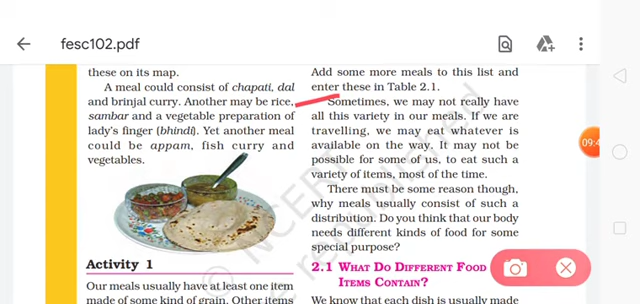 fesc102.pdf
these on its map.
A meal could consist of chapati, dal
and brinjal curry. Another may be rice,
sambar and a vegetable preparation of
lady's finger (bhindi). Yet another meal
could be appam, fish curry and
vegetables.
Activity 1
Our meals usually have at least one item
made of some kind of grain. Other items
Add some more meals to this list and
enter these in Table 2.1.
Sometimes, we may not really have
all this variety in our meals. If we are
travelling, we may eat whatever is
available on the way. It may not be
possible for some of us, to eat such a
variety of items, most of the time.
There must be some reason though,
why meals usually consist of such a
distribution. Do you think that our body
needs different kinds of food for some
special purpose?
2.1 WHAT DO DIFFERENT FOOD
ITEMS CONTAIN?
We know that each dish is usually made
© NCERT
republished